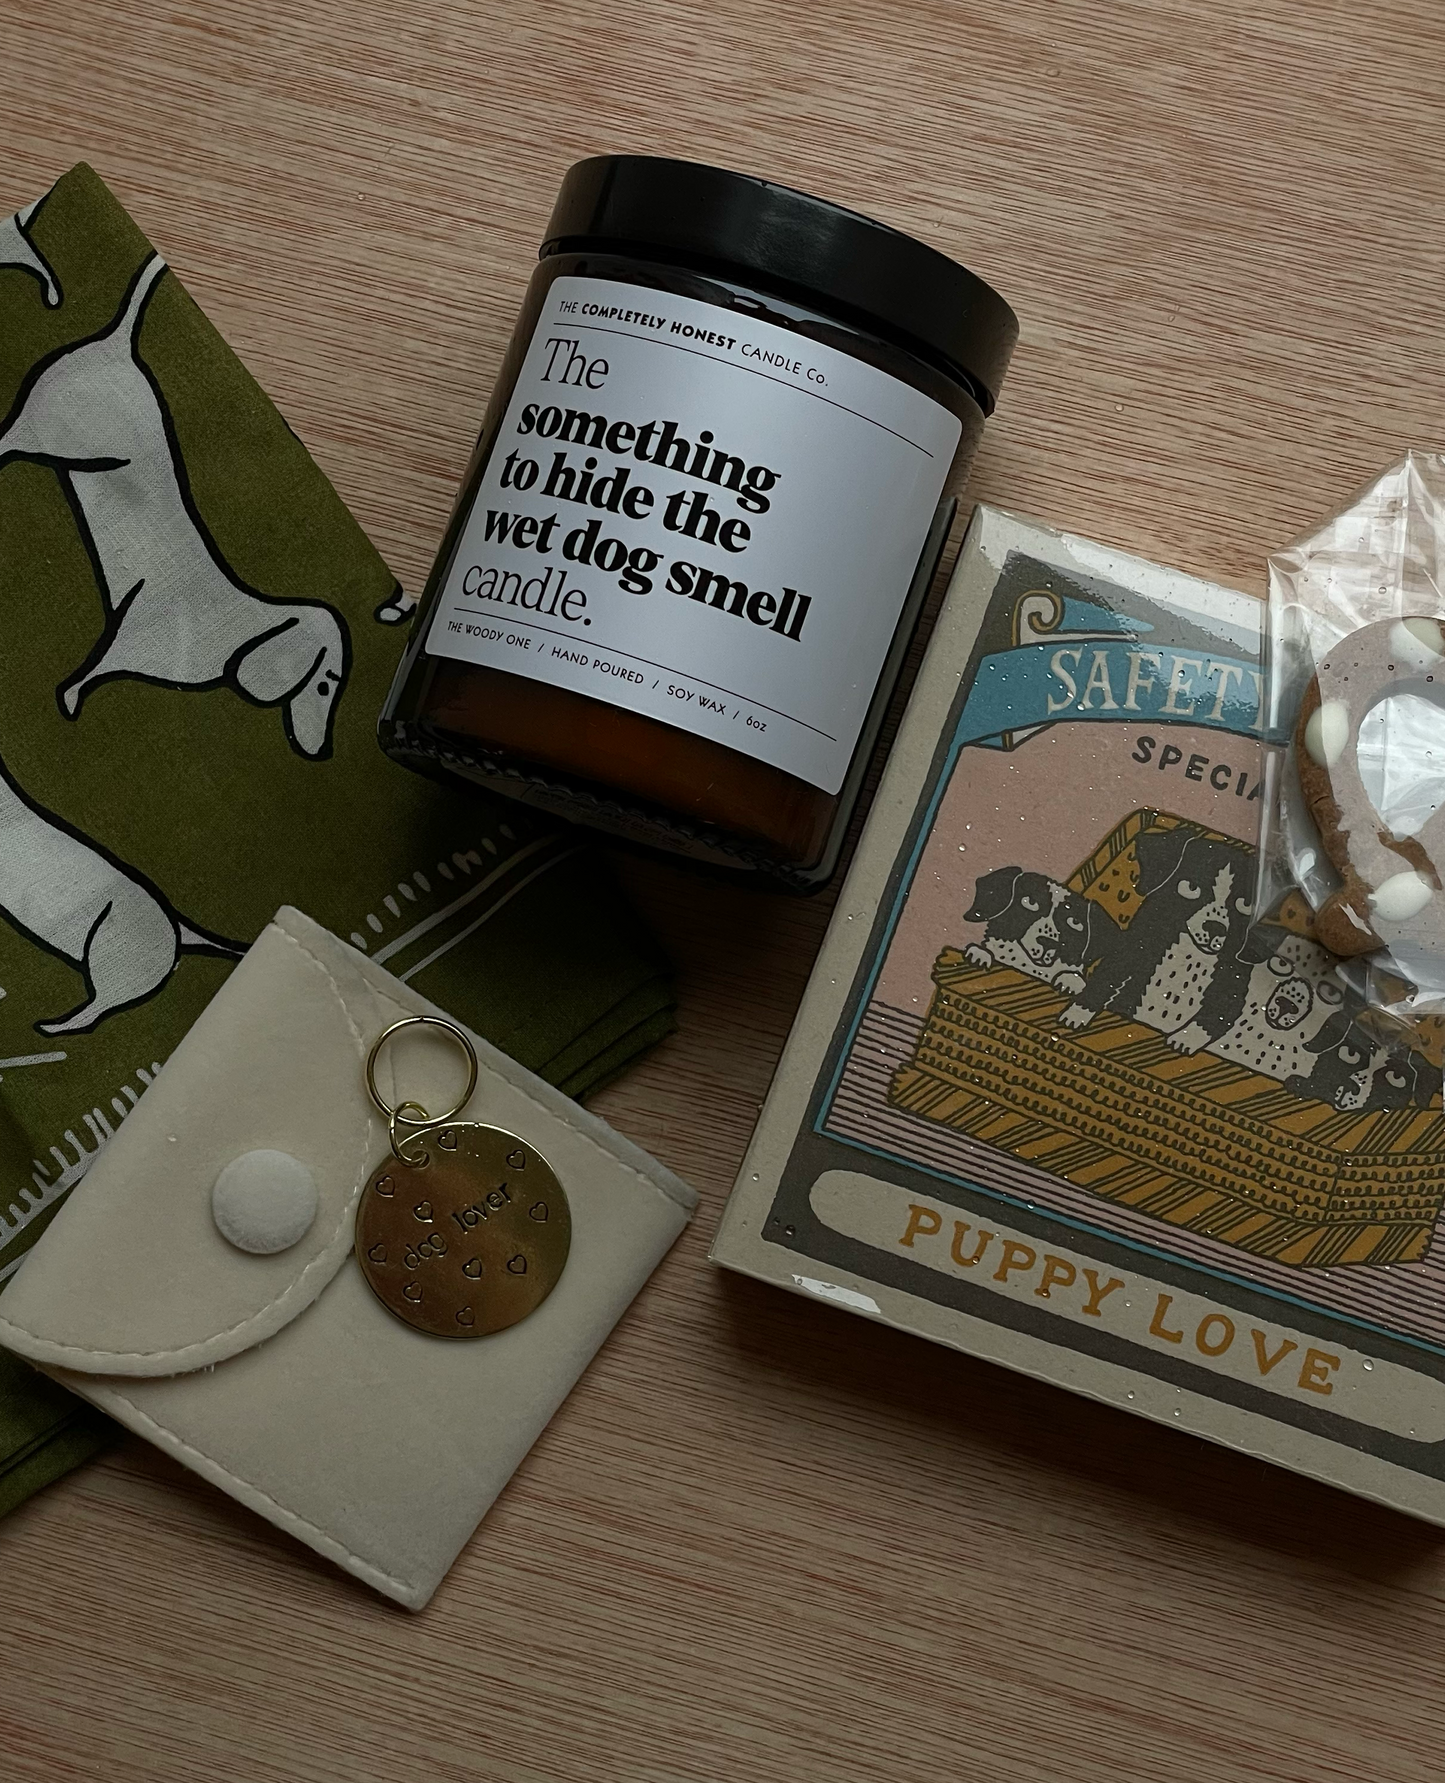 THE COMPLETELY HONEST CANDLE Co.
The
something
to hide the
wet dog smell
candle.
THE WOODY ONE / HAND POURED / SOY WAX / 6oz
SAFETY
SPECIA
PUPPY LOVE
dog lover